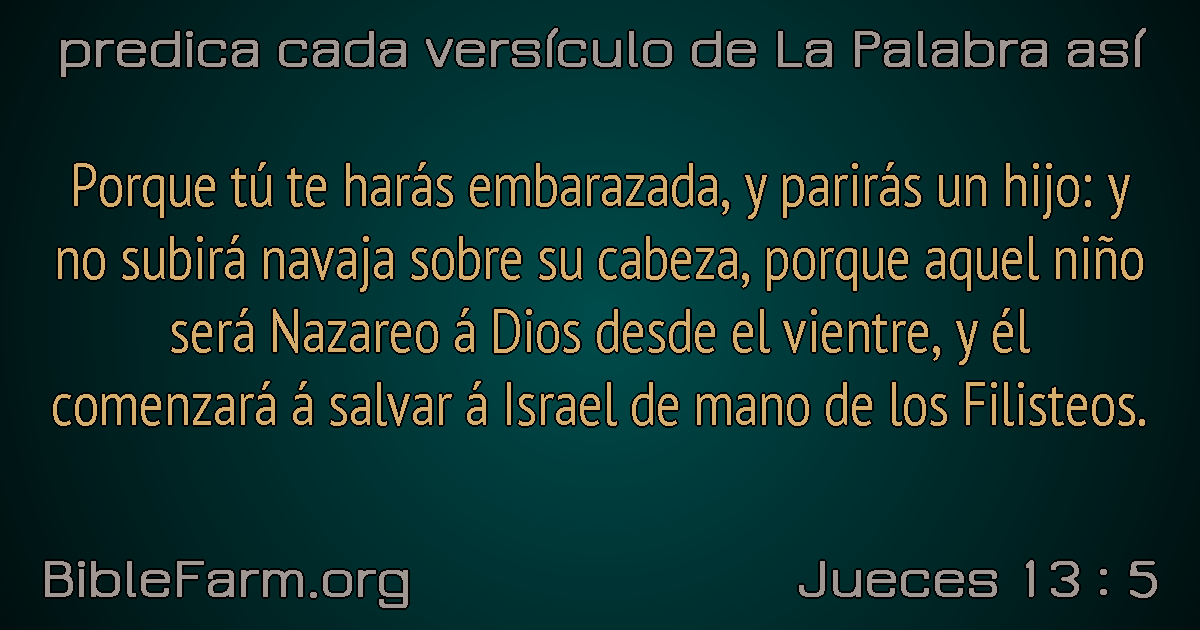 predica cada versículo de La Palabra así
Porque tú te harás embarazada, y parirás un hijo: y
no subirá navaja sobre su cabeza, porque aquel niño
será Nazareo á Dios desde el vientre, y él
comenzará á salvar á Israel de mano de los Filisteos.
BibleFarm.org
Jueces 13 : 5